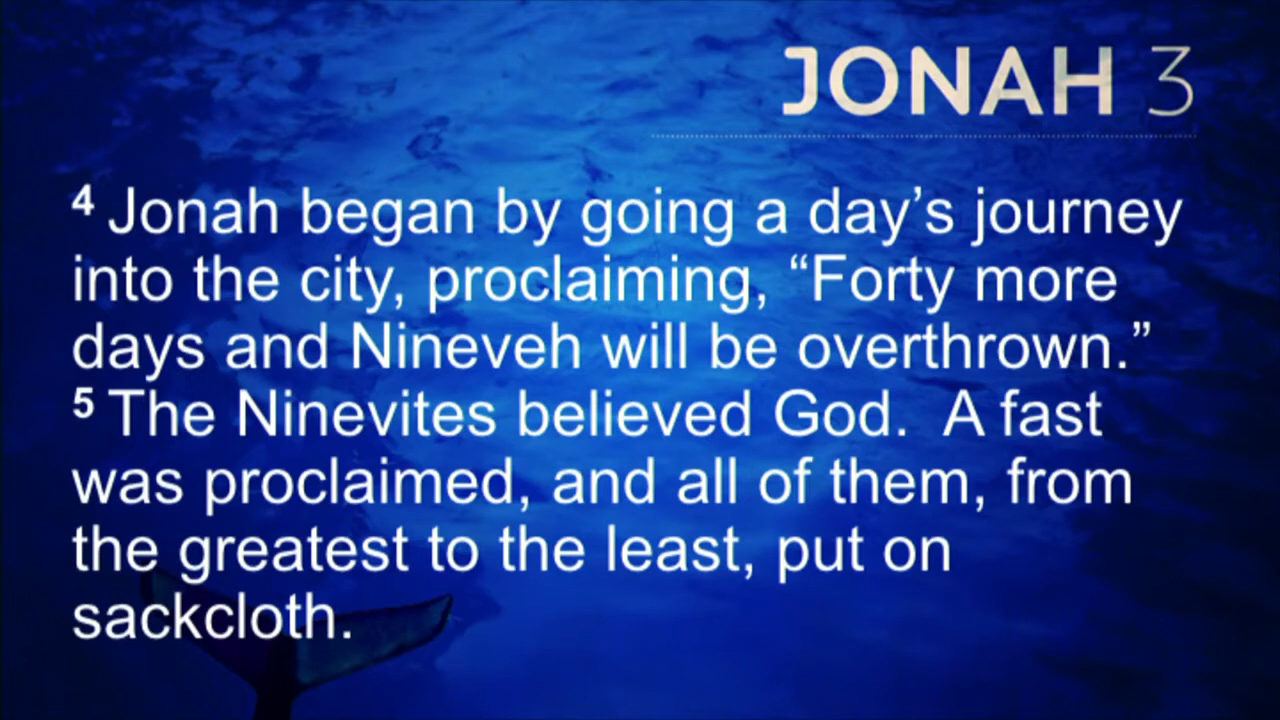 JONAH 3
4 Jonah began by going a day’s journey
into the city, proclaiming, “Forty more
days and Nineveh will be overthrown.”
5 The Ninevites believed God.  A fast
was proclaimed, and all of them, from
the greatest to the least, put on
sackcloth.